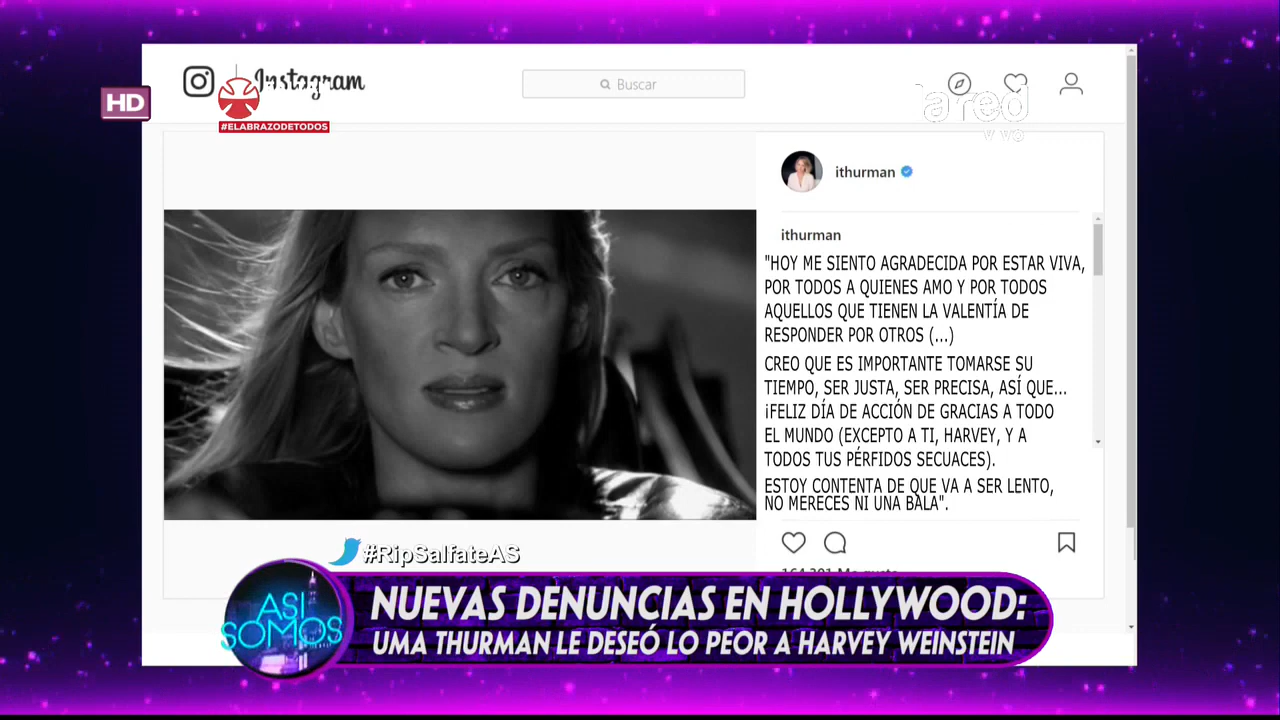 Instagram
Buscar
HD
#ELABRAZODETODOS
la red
VIVO
ithurman
ithurman
"HOY ME SIENTO AGRADECIDA POR ESTAR VIVA,
POR TODOS A QUIENES AMO Y POR TODOS
AQUELLOS QUE TIENEN LA VALENTÍA DE
RESPONDER POR OTROS (...)
CREO QUE ES IMPORTANTE TOMARSE SU
TIEMPO, SER JUSTA, SER PRECISA, ASÍ QUE...
¡FELIZ DÍA DE ACCIÓN DE GRACIAS A TODO
EL MUNDO (EXCEPTO A TI, HARVEY, Y A
TODOS TUS PÉRFIDOS SECUACES).
ESTOY CONTENTA DE QUE VA A SER LENTO,
NO MERECES NI UNA BALA".
#RipSalfateAS
ASI
SOMOS
NUEVAS DENUNCIAS EN HOLLYWOOD:
UMA THURMAN LE DESEÓ LO PEOR A HARVEY WEINSTEIN